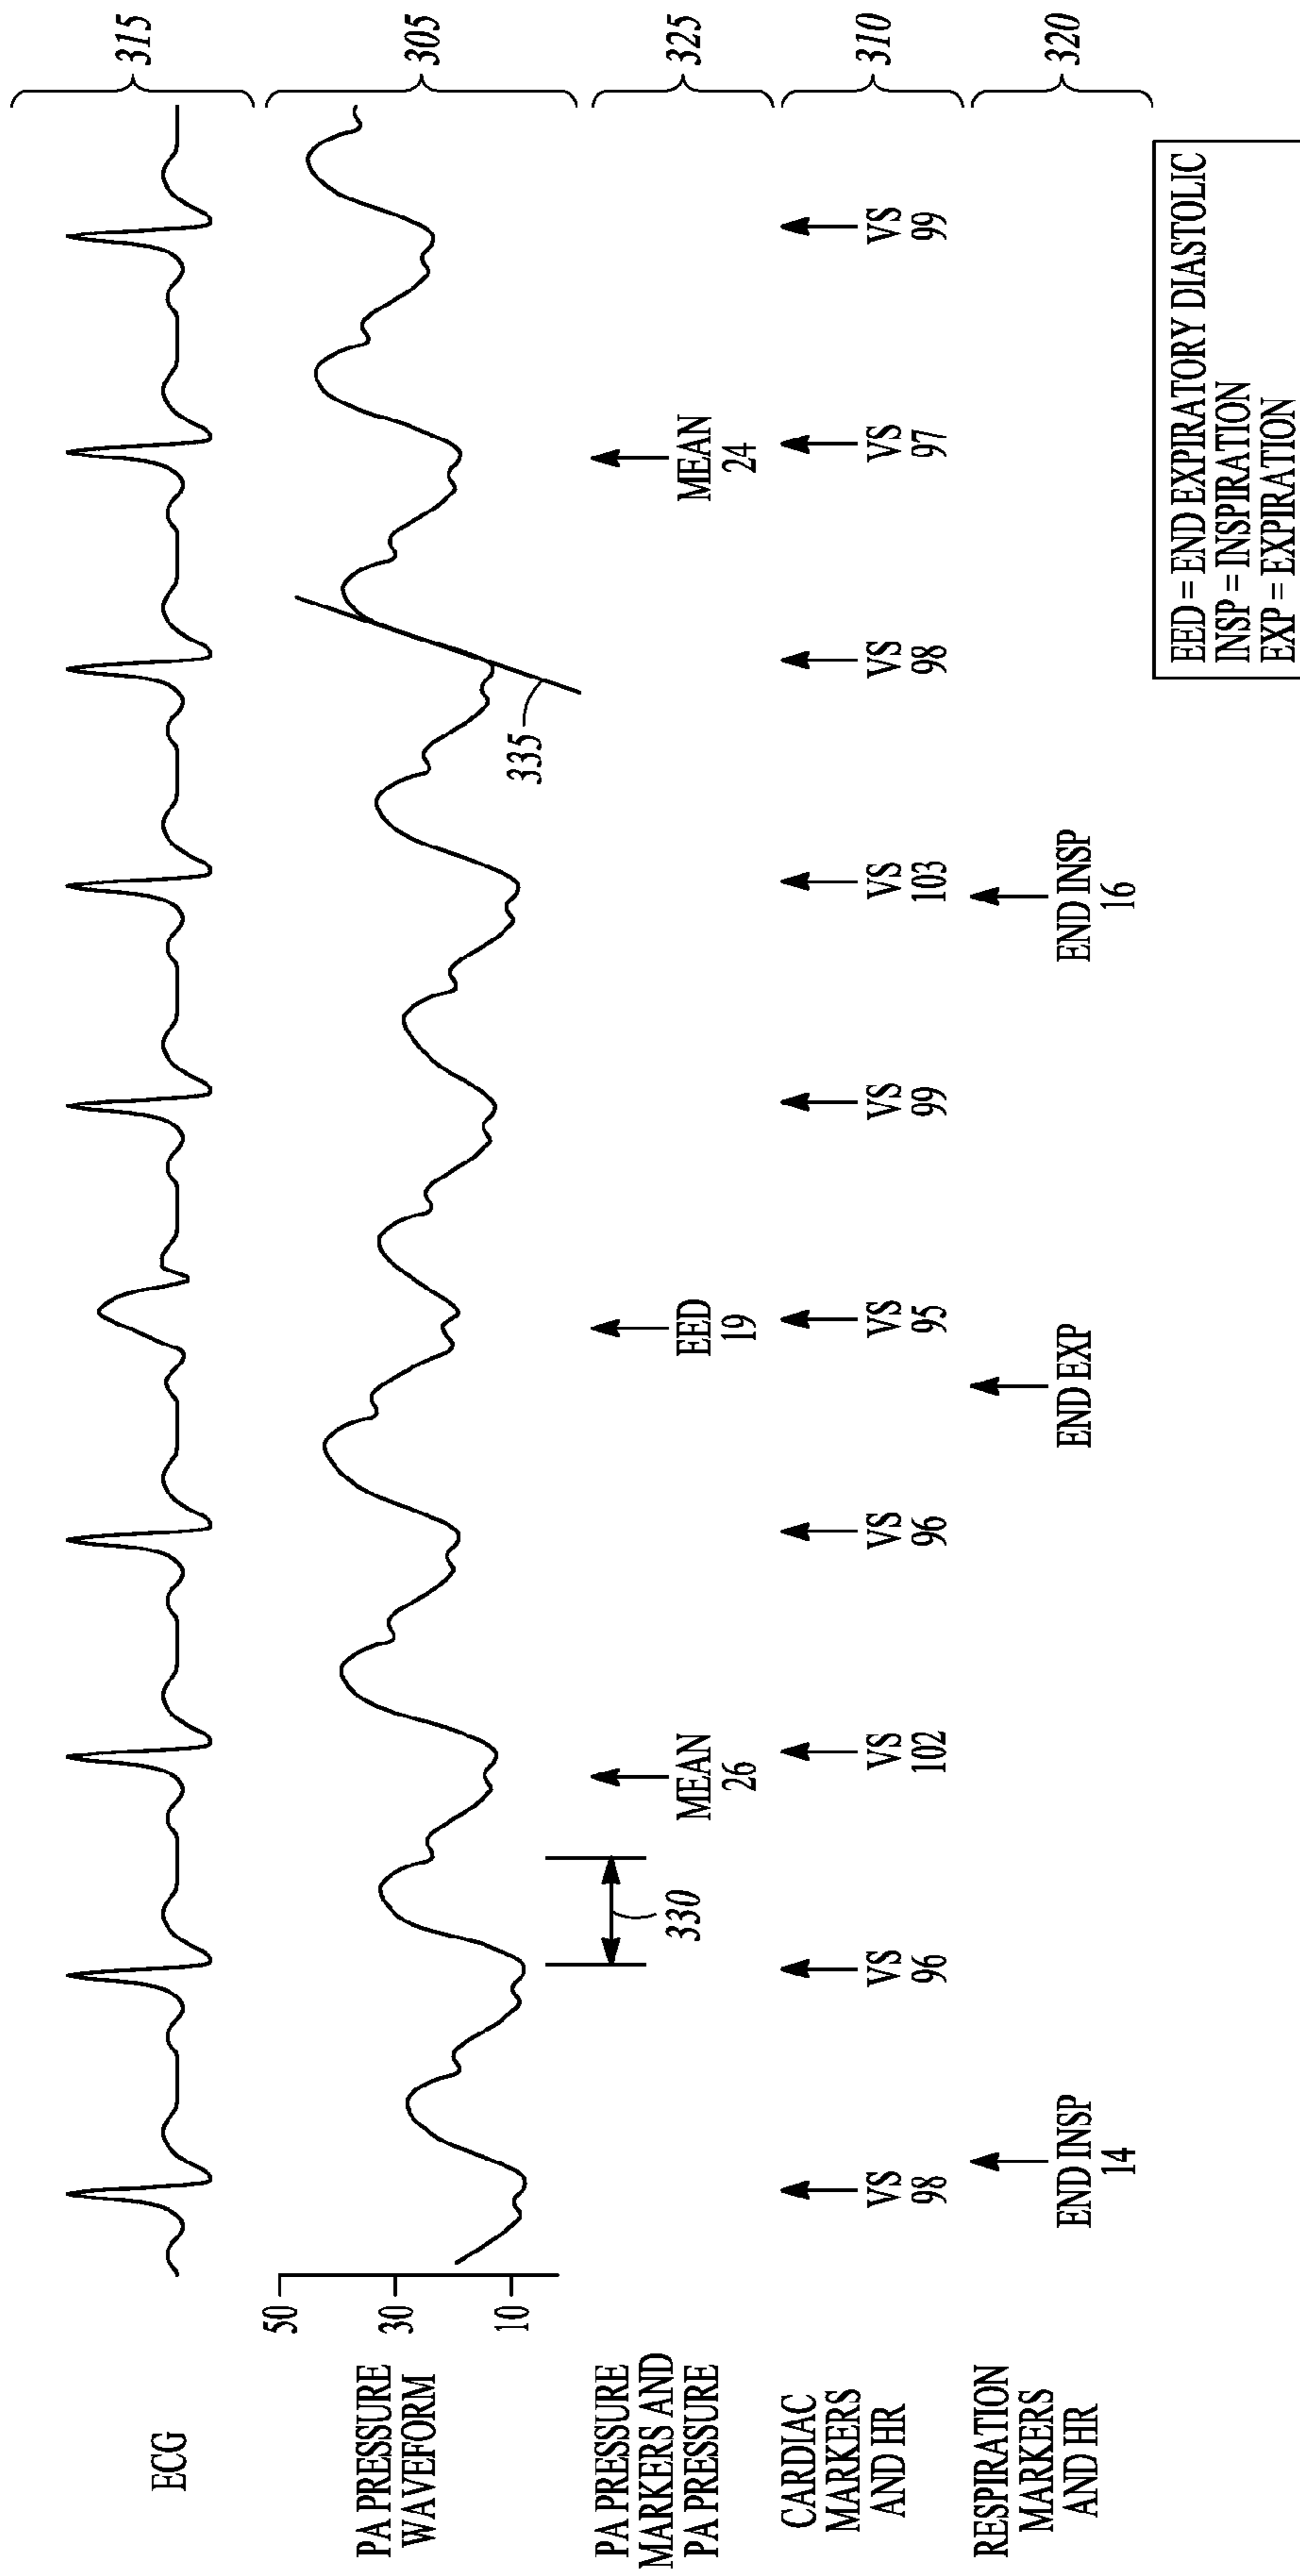 ECG
315
PA PRESSURE
WAVEFORM
50
30
10
305
335
PA PRESSURE
MARKERS AND
PA PRESSURE
330
MEAN
26
EED
19
MEAN
24
325
CARDIAC
MARKERS
AND HR
VS
98
VS
96
VS
102
VS
96
VS
95
VS
99
VS
103
VS
98
VS
97
VS
99
310
RESPIRATION
MARKERS
AND HR
END INSP
14
END EXP
END INSP
16
320
EED = END EXPIRATORY DIASTOLIC
INSP = INSPIRATION
EXP = EXPIRATION